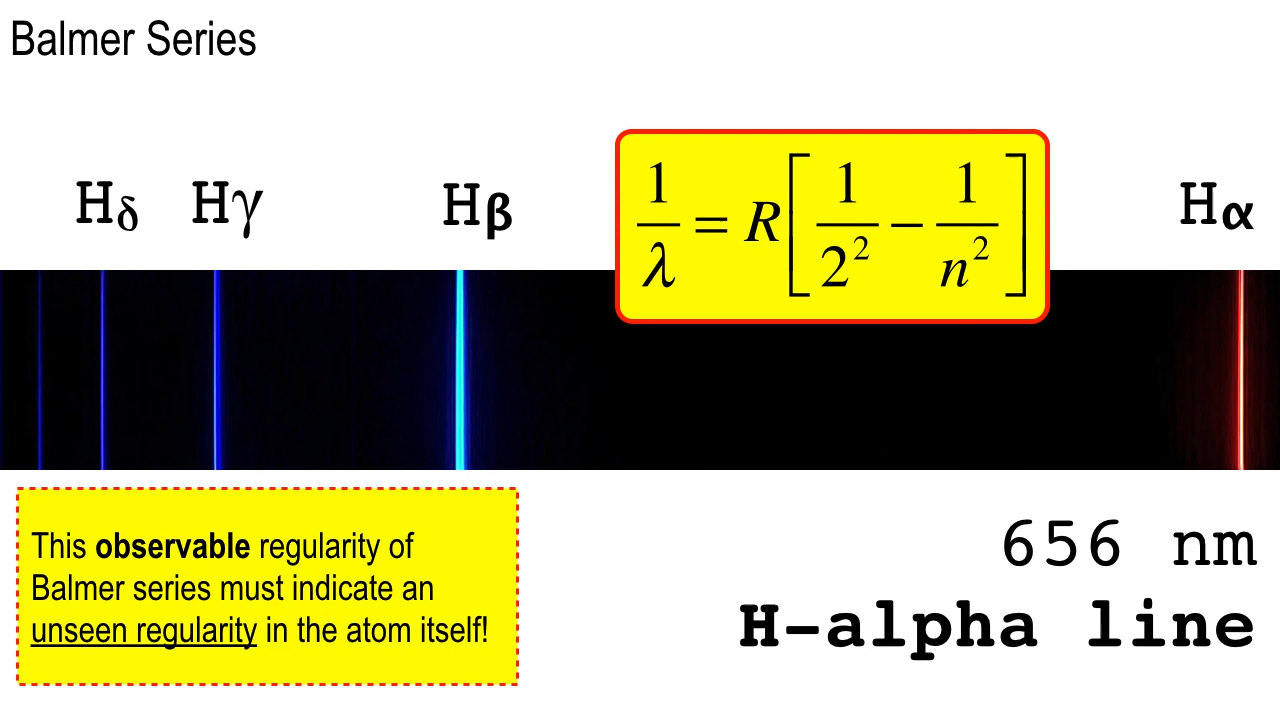 Balmer Series
Hδ Hγ Hβ Hα
1/λ = R[1/2² − 1/n²]
This observable regularity of
Balmer series must indicate an
unseen regularity in the atom itself!
656 nm
H-alpha line